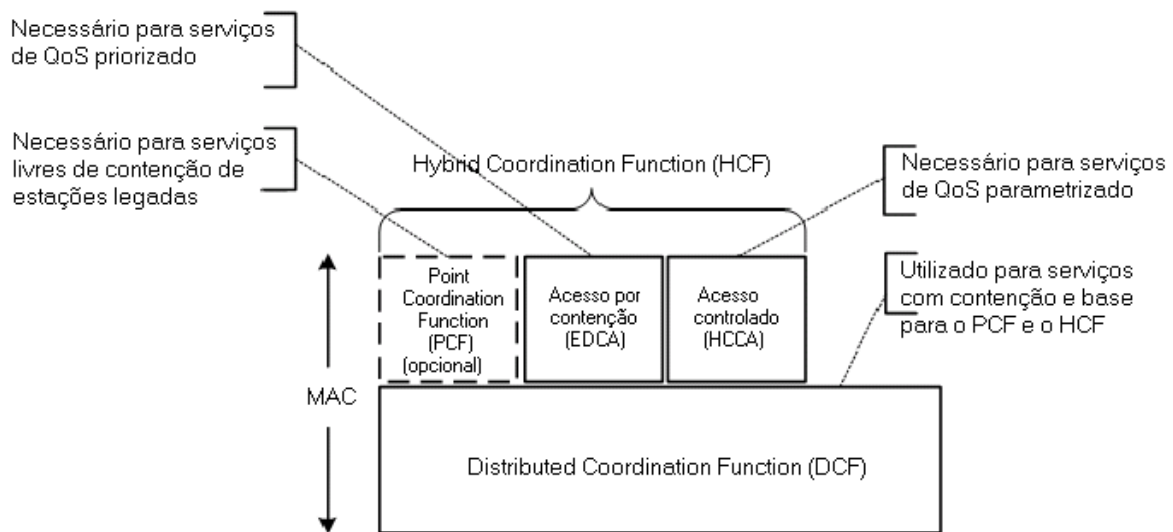 Necessário para serviços
de QoS priorizado
Necessário para serviços
livres de contenção de
estações legadas
Hybrid Coordination Function (HCF)
Necessário para serviços
de QoS parametrizado
Utilizado para serviços
com contenção e base
para o PCF e o HCF
Point
Coordination
Function
(PCF)
(opcional)
Acesso por
contenção
(EDCA)
Acesso
controlado
(HCCA)
MAC
Distributed Coordination Function (DCF)